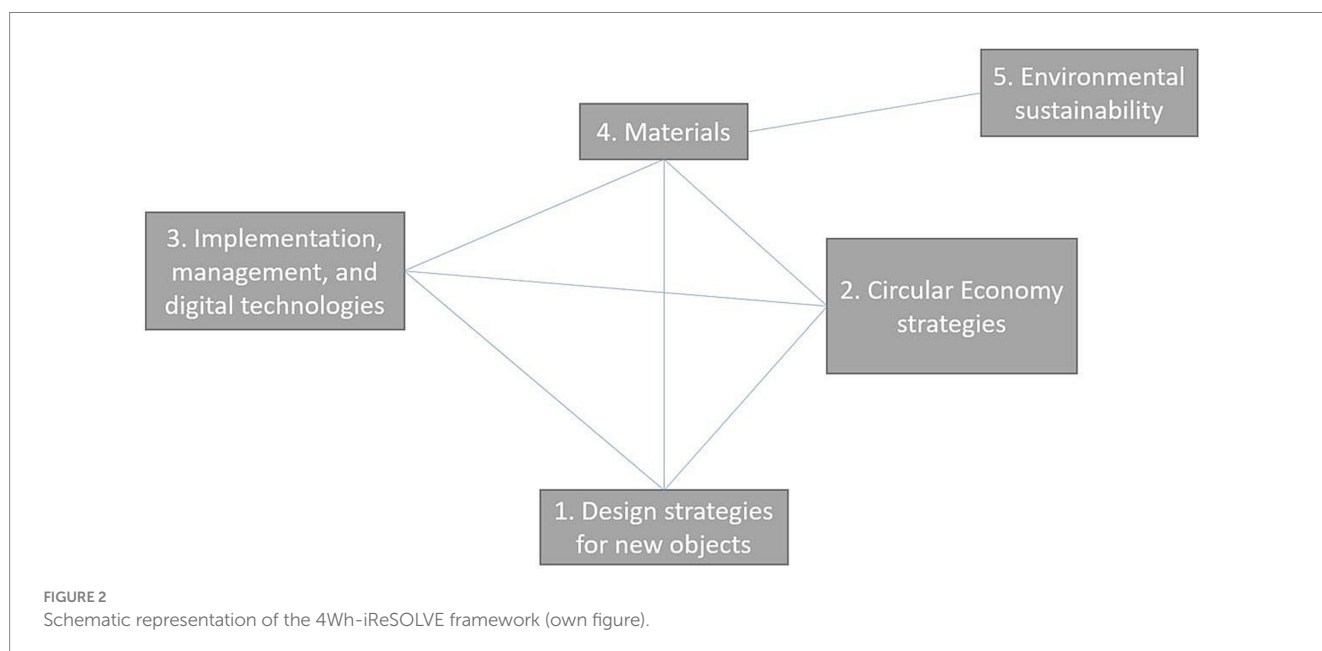 5. Environmental
sustainability
4. Materials
3. Implementation,
management, and
digital technologies
2. Circular Economy
strategies
1. Design strategies
for new objects
FIGURE 2
Schematic representation of the 4Wh-iReSOLVE framework (own figure).